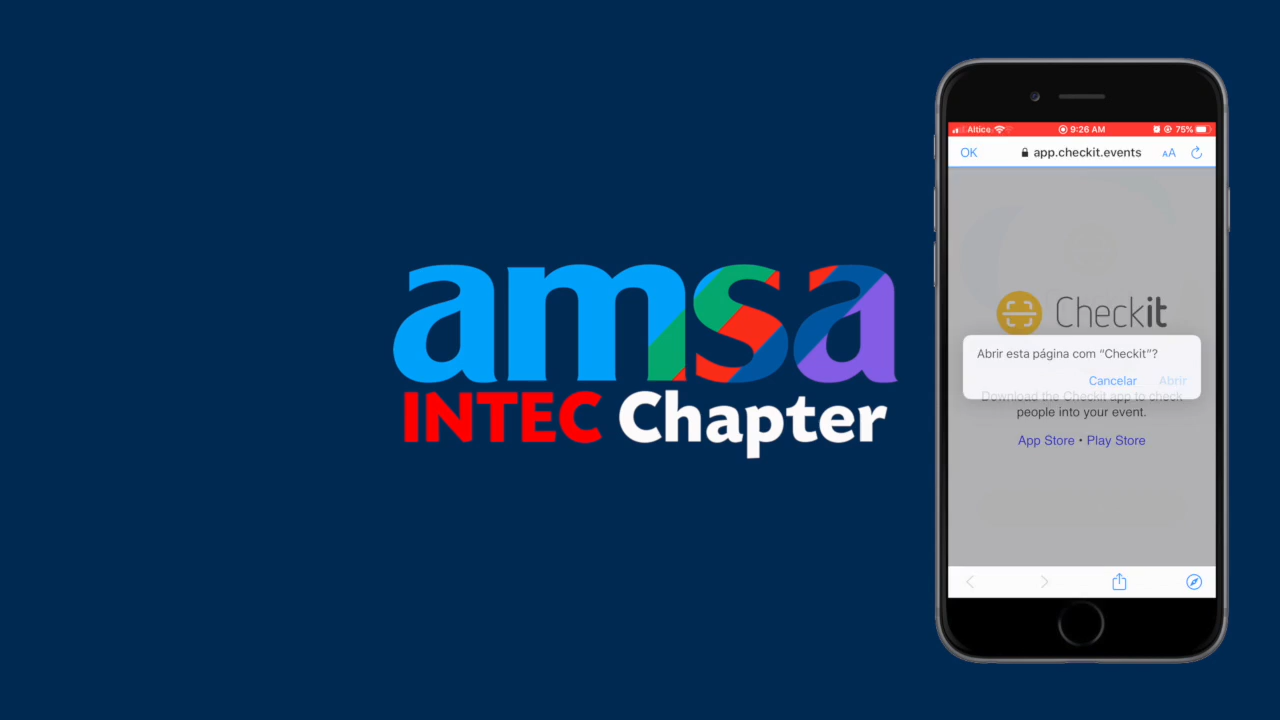 amsa
INTEC Chapter
Altice 9:26 AM 75%
OK app.checkit.events AA
Checkit
Abrir esta página com “Checkit”?
Cancelar Abrir
Download the Checkit app to check
people into your event.
App Store • Play Store